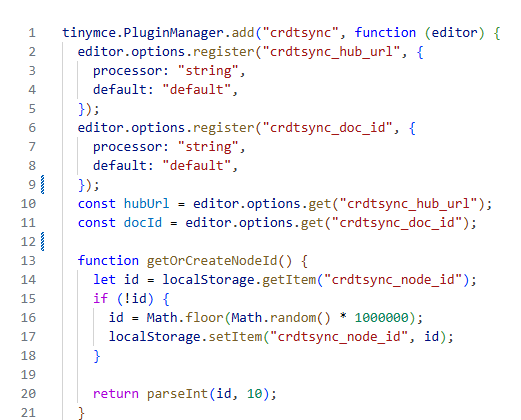 1 tinymce.PluginManager.add("crdtsync", function (editor) {
2   editor.options.register("crdtsync_hub_url", {
3     processor: "string",
4     default: "default",
5   });
6   editor.options.register("crdtsync_doc_id", {
7     processor: "string",
8     default: "default",
9   });
10   const hubUrl = editor.options.get("crdtsync_hub_url");
11   const docId = editor.options.get("crdtsync_doc_id");
12
13   function getOrCreateNodeId() {
14     let id = localStorage.getItem("crdtsync_node_id");
15     if (!id) {
16       id = Math.floor(Math.random() * 1000000);
17       localStorage.setItem("crdtsync_node_id", id);
18     }
19
20     return parseInt(id, 10);
21   }